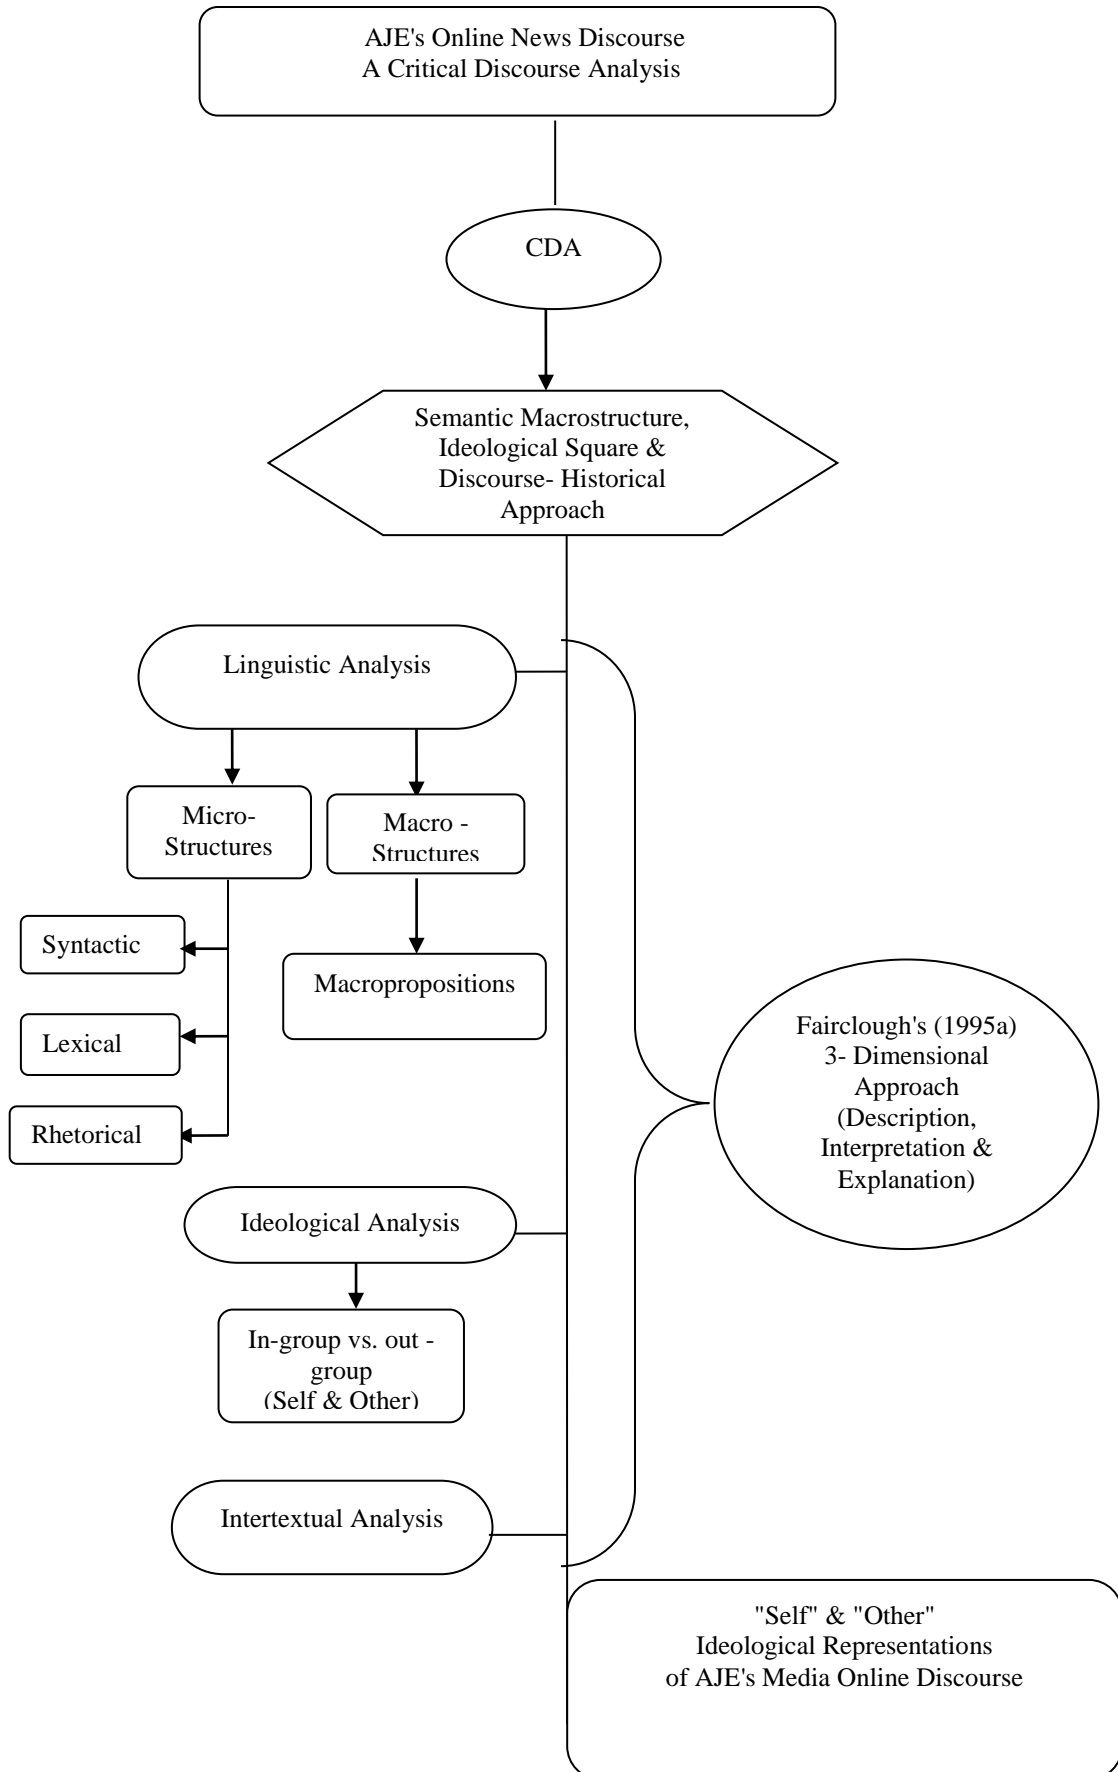 AJE's Online News Discourse
A Critical Discourse Analysis
CDA
Semantic Macrostructure,
Ideological Square &
Discourse- Historical
Approach
Linguistic Analysis
Micro-
Structures
Macro -
Structures
Syntactic
Macropropositions
Lexical
Rhetorical
Fairclough's (1995a)
3- Dimensional
Approach
(Description,
Interpretation &
Explanation)
Ideological Analysis
In-group vs. out -
group
(Self & Other)
Intertextual Analysis
"Self" & "Other"
Ideological Representations
of AJE's Media Online Discourse